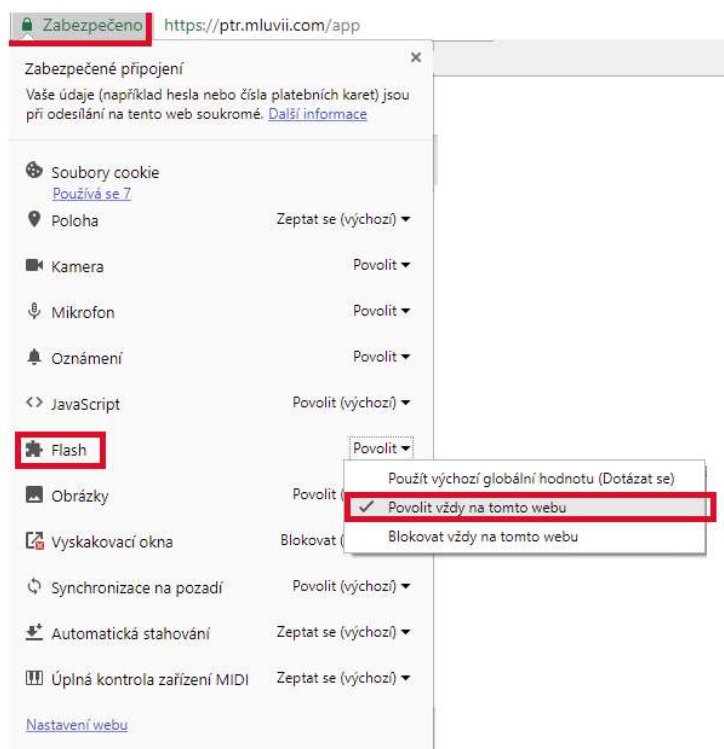 Zabezpečeno https://ptr.mluvii.com/app
Zabezpečené připojení
Vaše údaje (například hesla nebo čísla platebních karet) jsou
při odesílání na tento web soukromé. Další informace
Soubory cookie
Používá se 7
Poloha Zeptat se (výchozí)
Kamera Povolit
Mikrofon Povolit
Oznámení Povolit
JavaScript Povolit (výchozí)
Flash Povolit
Použít výchozí globální hodnotu (Dotázat se)
Obrázky Povolit (
Povolit vždy na tomto webu
Vyskakovací okna Blokovat (
Blokovat vždy na tomto webu
Synchronizace na pozadí Povolit (výchozí)
Automatická stahování Zeptat se (výchozí)
Úplná kontrola zařízení MIDI Zeptat se (výchozí)
Nastavení webu